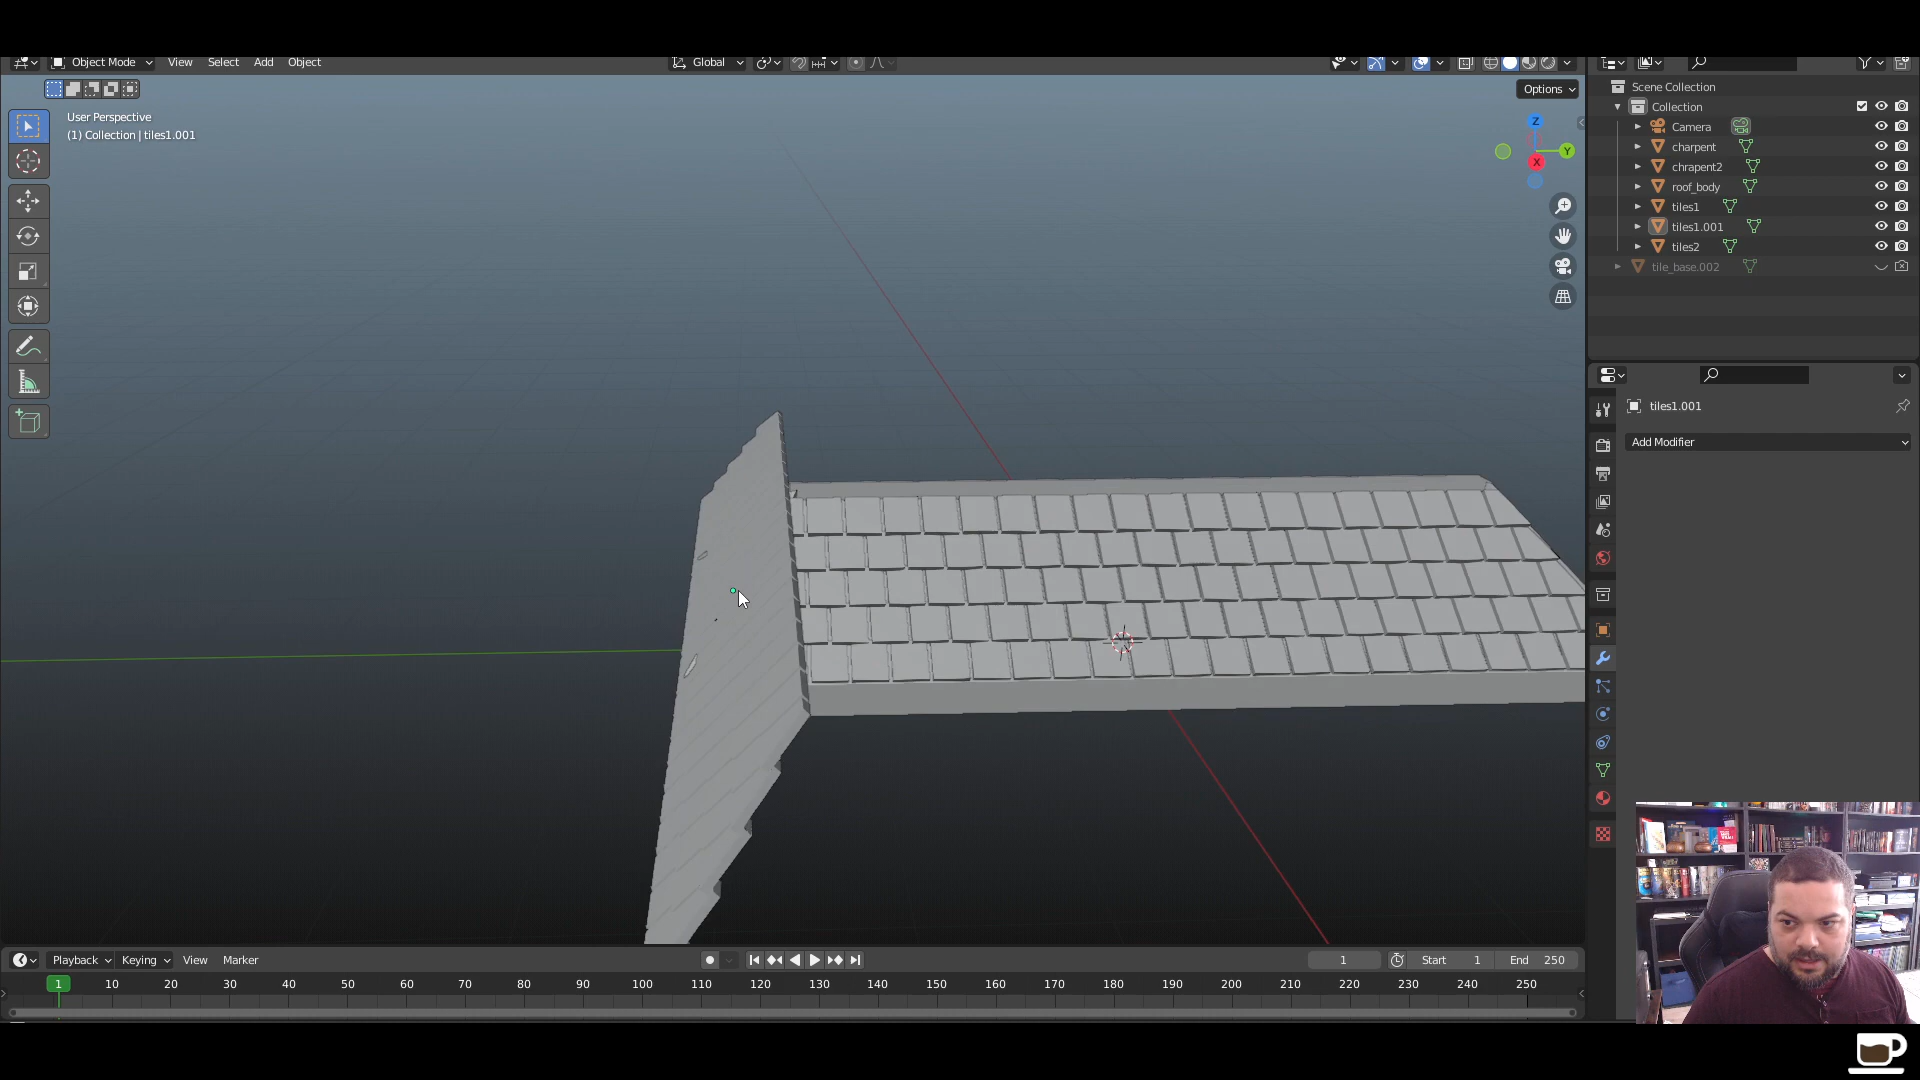 Object Mode View Select Add Object Global
Options
User Perspective
(1) Collection | tiles1.001
Z
Y
X
Scene Collection
Collection
Camera
charpent
chrapent2
roof_body
tiles1
tiles1.001
tiles2
tile_base.002
tiles1.001
Add Modifier
Playback Keying View Marker 1 Start 1 End 250
1 10 20 30 40 50 60 70 80 90 100 110 120 130 140 150 160 170 180 190 200 210 220 230 240 250